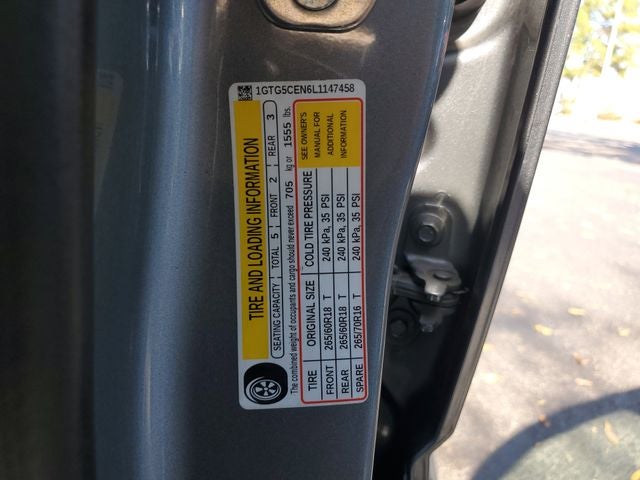 1GTG5CEN6L1147458
TIRE AND LOADING INFORMATION
SEATING CAPACITY TOTAL 5 FRONT 2 REAR 3
The combined weight of occupants and cargo should never exceed 705 kg or 1555 lbs.
TIRE ORIGINAL SIZE COLD TIRE PRESSURE
FRONT 265/60R18 T 240 kPa, 35 PSI
REAR 265/60R18 T 240 kPa, 35 PSI
SPARE 265/70R16 T 240 kPa, 35 PSI
SEE OWNER'S
MANUAL FOR
ADDITIONAL
INFORMATION